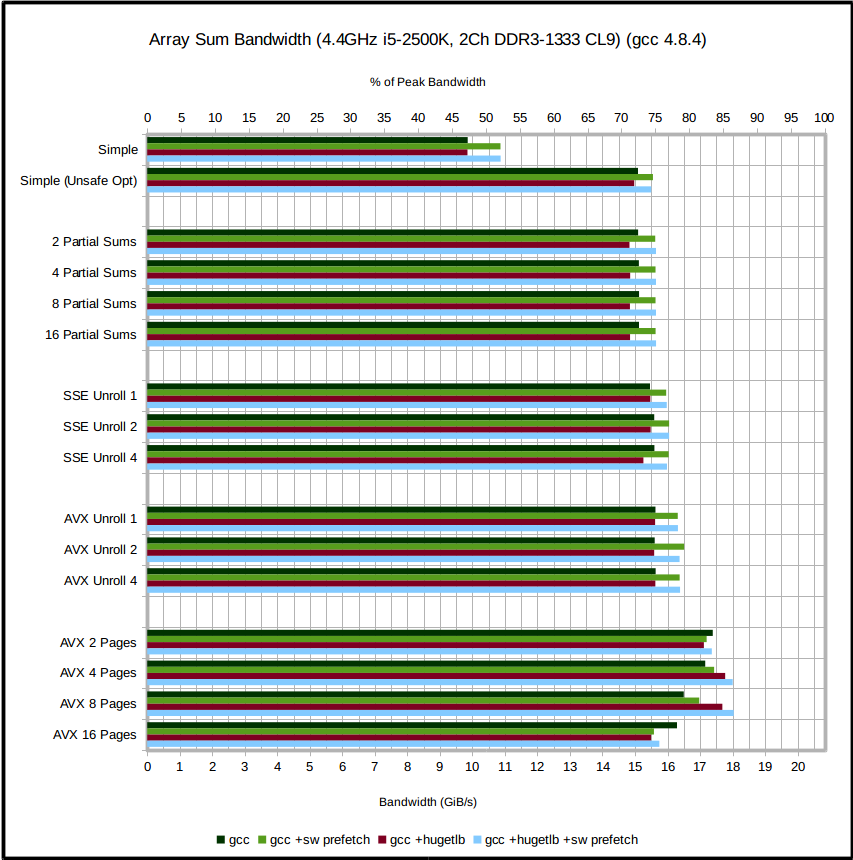 Array Sum Bandwidth (4.4GHz i5-2500K, 2Ch DDR3-1333 CL9) (gcc 4.8.4)
% of Peak Bandwidth
0 5 10 15 20 25 30 35 40 45 50 55 60 65 70 75 80 85 90 95 100
Simple
Simple (Unsafe Opt)
2 Partial Sums
4 Partial Sums
8 Partial Sums
16 Partial Sums
SSE Unroll 1
SSE Unroll 2
SSE Unroll 4
AVX Unroll 1
AVX Unroll 2
AVX Unroll 4
AVX 2 Pages
AVX 4 Pages
AVX 8 Pages
AVX 16 Pages
0 1 2 3 4 5 6 7 8 9 10 11 12 13 14 15 16 17 18 19 20
Bandwidth (GiB/s)
gcc gcc +sw prefetch gcc +hugetlb gcc +hugetlb +sw prefetch